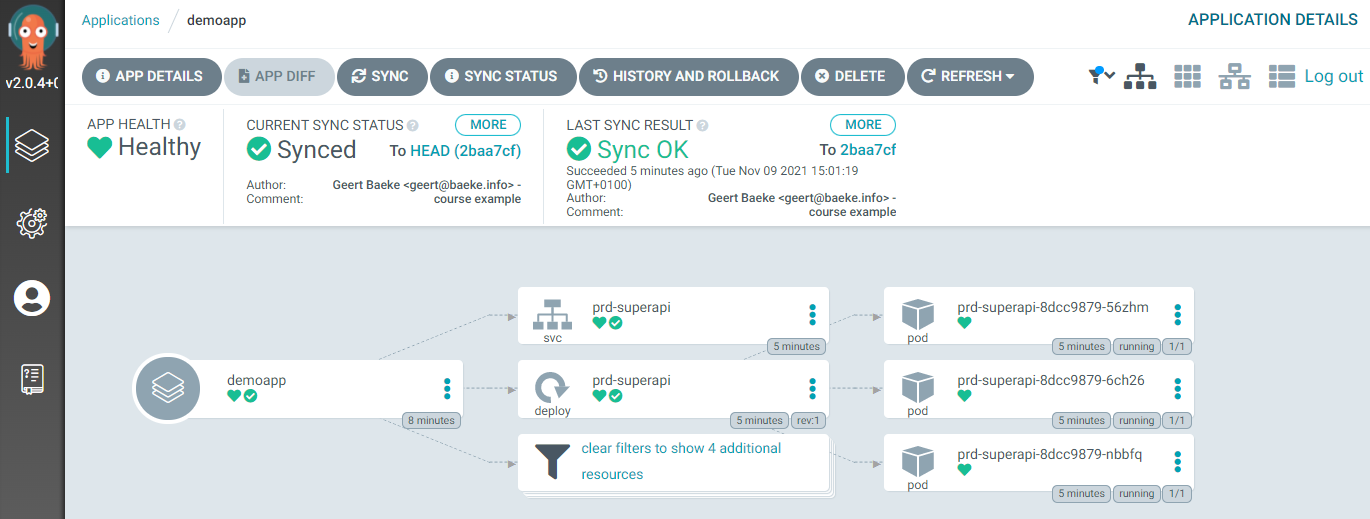 Applications / demoapp
APPLICATION DETAILS
v2.0.4+0
APP DETAILS
APP DIFF
SYNC
SYNC STATUS
HISTORY AND ROLLBACK
DELETE
REFRESH
Log out
APP HEALTH
Healthy
CURRENT SYNC STATUS
MORE
Synced
To HEAD (2baa7cf)
Author: Geert Baeke <geert@baeke.info> -
Comment: course example
LAST SYNC RESULT
MORE
Sync OK
To 2baa7cf
Succeeded 5 minutes ago (Tue Nov 09 2021 15:01:19
GMT+0100)
Author: Geert Baeke <geert@baeke.info> -
Comment: course example
demoapp
8 minutes
prd-superapi
svc
5 minutes
prd-superapi
deploy
5 minutes rev:1
clear filters to show 4 additional
resources
prd-superapi-8dcc9879-56zhm
pod
5 minutes running 1/1
prd-superapi-8dcc9879-6ch26
pod
5 minutes running 1/1
prd-superapi-8dcc9879-nbbfq
pod
5 minutes running 1/1